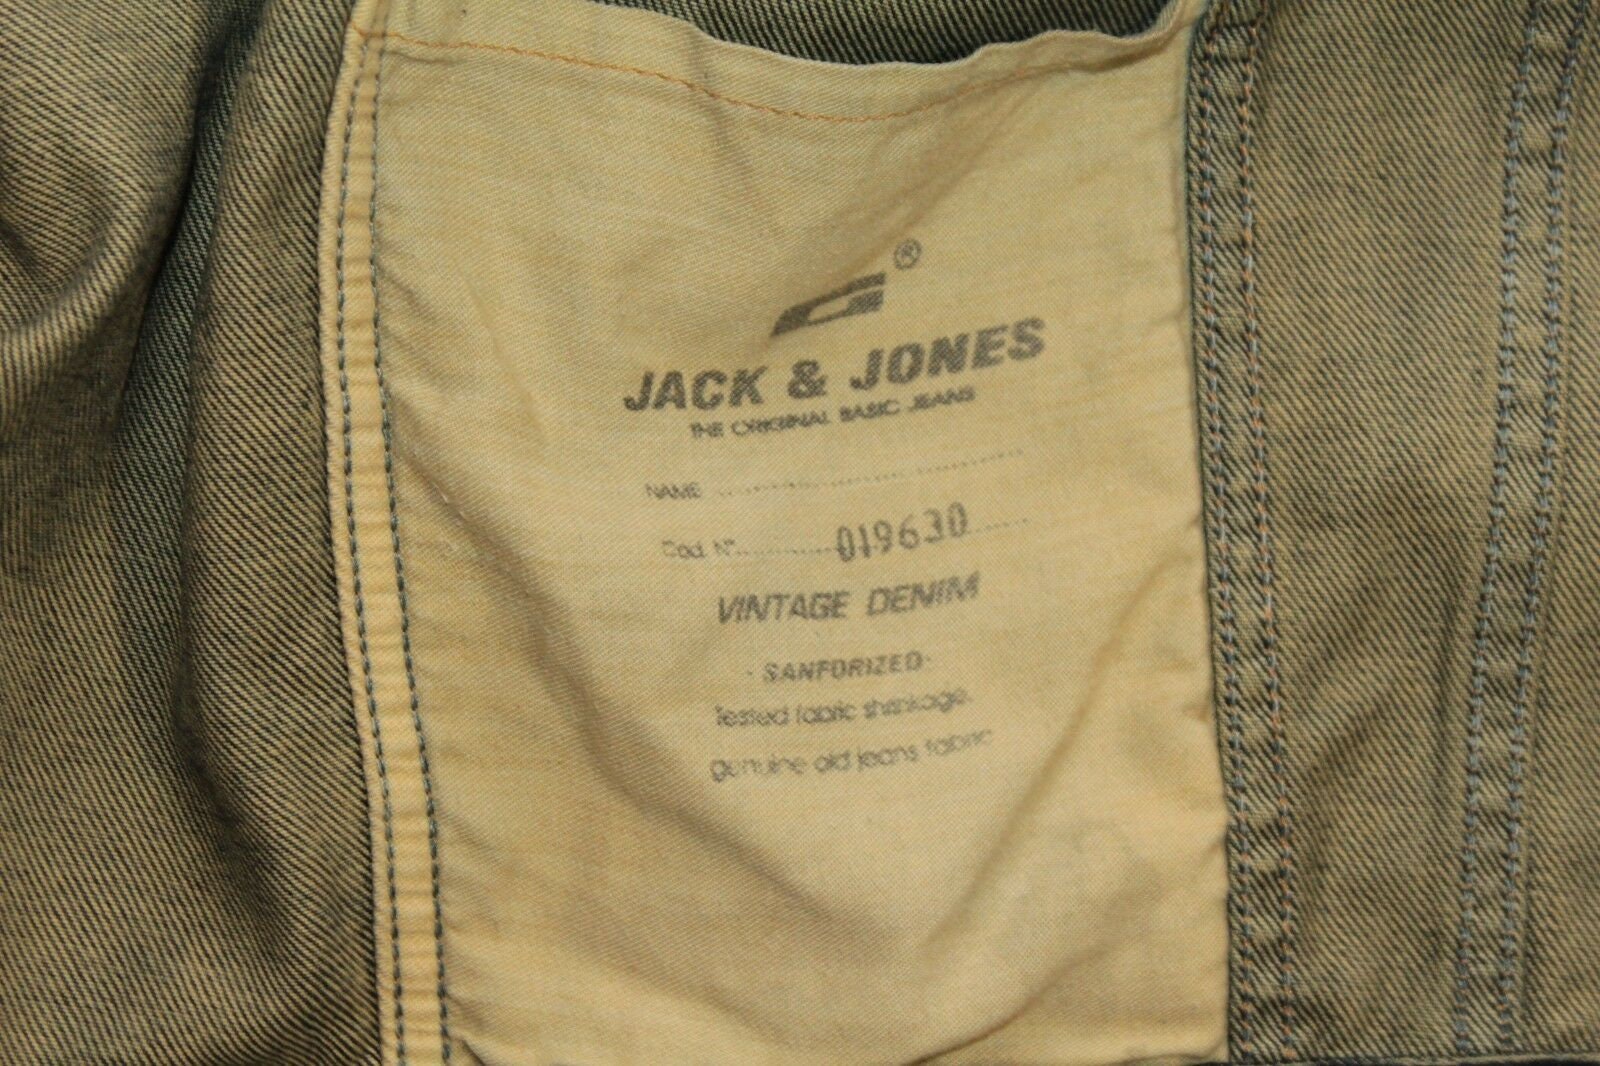 ®
JACK & JONES
THE ORIGINAL BASIC JEANS
NAME ..............................
Cod. N° .............019630........
VINTAGE DENIM
- SANFORIZED -
Tested fabric shrinkage.
genuine old jeans fabric